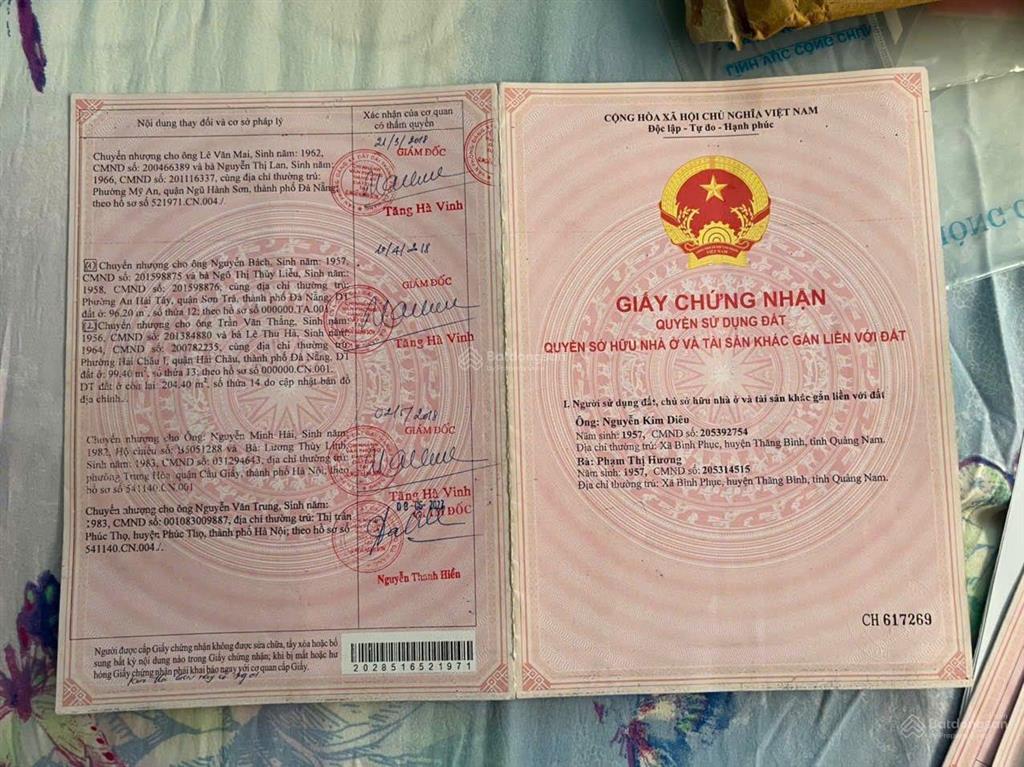 Nội dung thay đổi và cơ sở pháp lý
Xác nhận của cơ quan
có thẩm quyền
Chuyển nhượng cho ông Lê Văn Mai, Sinh năm: 1962,
CMND số: 200466389 và bà Nguyễn Thị Lan, Sinh năm:
1966, CMND số: 201116337, cùng địa chỉ thường trú:
Phường Mỹ An, quận Ngũ Hành Sơn, thành phố Đà Nẵng;
theo hồ sơ số 521971.CN.004./.
21/3/2018
GIÁM ĐỐC
Tăng Hà Vinh
(1) Chuyển nhượng cho ông Nguyễn Bách, Sinh năm: 1957,
CMND số: 201598875 và bà Ngô Thị Thủy Liễu, Sinh năm:
1958, CMND số: 201598876; cùng địa chỉ thường trú:
Phường An Hải Tây, quận Sơn Trà, thành phố Đà Nẵng, DT
đất ở: 96.20 m², số thửa 12; theo hồ sơ số 000000.TA.001
(2) Chuyển nhượng cho ông Trần Văn Thắng, Sinh năm:
1956, CMND số: 201384880 và bà Lê Thu Hà, Sinh năm:
1964, CMND số: 200782235; cùng địa chỉ thường trú:
Phường Hải Châu I, quận Hải Châu, thành phố Đà Nẵng, DT
đất ở: 99,40 m², số thửa 13; theo hồ sơ số 000000.CN.001.
DT đất ở còn lại 204.40 m², số thửa 14 do cập nhật bản đồ
địa chính./.
/4/2018
GIÁM ĐỐC
Tăng Hà Vinh
Chuyển nhượng cho Ông: Nguyễn Minh Hải, Sinh năm:
1982, Hộ chiếu số: B5051288 và Bà: Lương Thùy Linh,
Sinh năm: 1983, CMND số: 031294643, địa chỉ thường trú:
phường Trung Hòa, quận Cầu Giấy, thành phố Hà Nội, theo
hồ sơ số 541140.CN.001
2018
GIÁM ĐỐC
Tăng Hà Vinh
Chuyển nhượng cho ông Nguyễn Văn Trung, Sinh năm:
1983, CMND số: 001083009887, địa chỉ thường trú: Thị trấn
Phúc Thọ, huyện Phúc Thọ, thành phố Hà Nội; theo hồ sơ số
541140.CN.004./.
GIÁM ĐỐC
Nguyễn Thanh Hiển
Người được cấp Giấy chứng nhận không được sửa chữa, tẩy xóa hoặc bổ
sung bất kỳ nội dung nào trong Giấy chứng nhận; khi bị mất hoặc hư
hỏng Giấy chứng nhận phải khai báo ngay với cơ quan cấp Giấy.
2028516521971
CỘNG HÒA XÃ HỘI CHỦ NGHĨA VIỆT NAM
Độc lập - Tự do - Hạnh phúc
VIỆT NAM
GIẤY CHỨNG NHẬN
QUYỀN SỬ DỤNG ĐẤT
QUYỀN SỞ HỮU NHÀ Ở VÀ TÀI SẢN KHÁC GẮN LIỀN VỚI ĐẤT
I. Người sử dụng đất, chủ sở hữu nhà ở và tài sản khác gắn liền với đất
Ông: Nguyễn Kim Diêu
Năm sinh: 1957, CMND số: 205392754
Địa chỉ thường trú: Xã Bình Phục, huyện Thăng Bình, tỉnh Quảng Nam.
Bà: Phạm Thị Hương
Năm sinh: 1957, CMND số: 205314515
Địa chỉ thường trú: Xã Bình Phục, huyện Thăng Bình, tỉnh Quảng Nam.
CH 617269
Batdongsan
Batdongsan